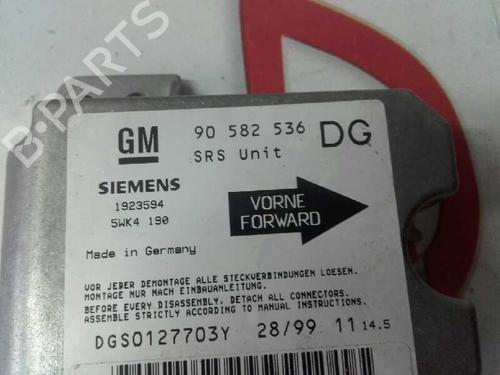 B-PARTS
GM
90 582 536 DG
SRS Unit
SIEMENS
1923594
5WK4 190
VORNE
FORWARD
Made in Germany
VOR JEDER DEMONTAGE ALLE STECKVERBINDUNGEN LOESEN.
MONTAGE NUR NACH EINBAUANLEITUNG.
BEFORE EVERY DISASSEMBLY, DETACH ALL CONNECTORS.
ASSEMBLE STRICTLY ACCORDING TO MANUAL INSTRUCTIONS.
DGS0127703Y 28/99 11 14.5